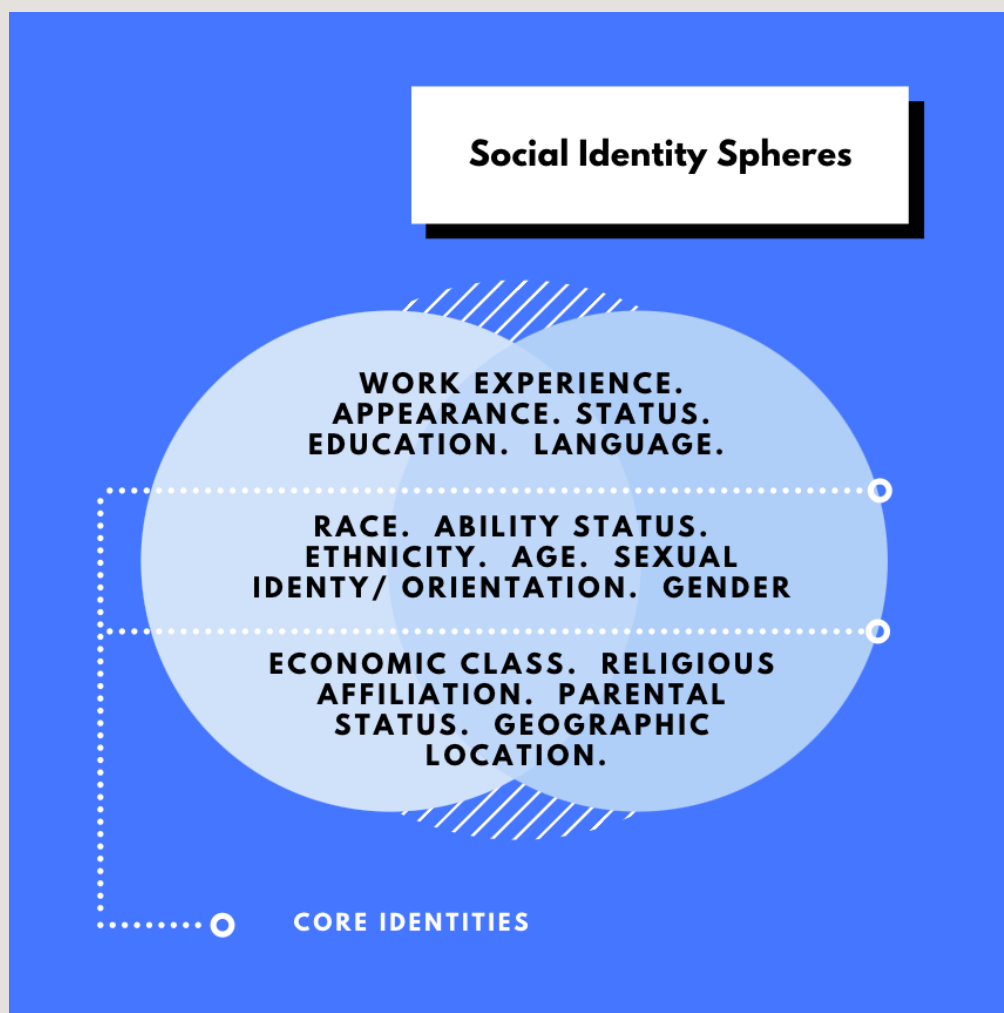 Social Identity Spheres
WORK EXPERIENCE.
APPEARANCE. STATUS.
EDUCATION.  LANGUAGE.
RACE.  ABILITY STATUS.
ETHNICITY.  AGE.  SEXUAL
IDENTY/ ORIENTATION.  GENDER
ECONOMIC CLASS.  RELIGIOUS
AFFILIATION.  PARENTAL
STATUS.  GEOGRAPHIC
LOCATION.
CORE IDENTITIES